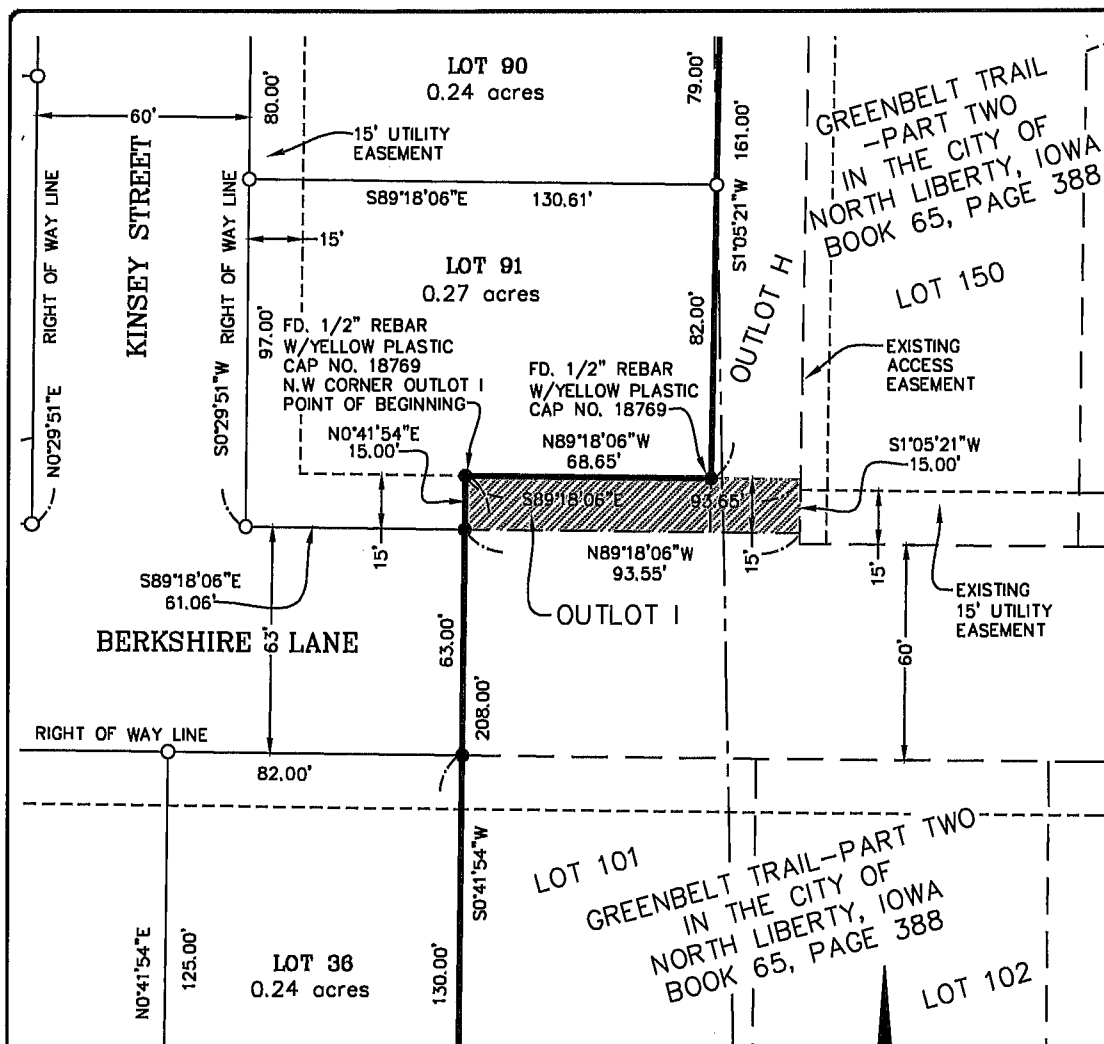 LOT 90
0.24 acres
60'
80.00'
79.00'
161.00'
S1°05'21"W
15' UTILITY
EASEMENT
KINSEY STREET
RIGHT OF WAY LINE
RIGHT OF WAY LINE
N0°29'51"E
S0°29'51"W
S89°18'06"E
130.61'
15'
GREENBELT TRAIL
-PART TWO
IN THE CITY OF
NORTH LIBERTY, IOWA
BOOK 65, PAGE 388
LOT 91
0.27 acres
97.00'
82.00'
OUTLOT H
LOT 150
FD. 1/2" REBAR
W/YELLOW PLASTIC
CAP NO. 18769
N.W CORNER OUTLOT I
POINT OF BEGINNING
FD. 1/2" REBAR
W/YELLOW PLASTIC
CAP NO. 18769
EXISTING
ACCESS
EASEMENT
N0°41'54"E
15.00'
N89°18'06"W
68.65'
S1°05'21"W
15.00'
S89°18'06"E
93.65'
15'
15'
15'
N89°18'06"W
93.55'
S89°18'06"E
61.06'
OUTLOT I
EXISTING
15' UTILITY
EASEMENT
BERKSHIRE LANE
63'
63.00'
208.00'
60'
RIGHT OF WAY LINE
82.00'
S0°41'54"W
LOT 101
GREENBELT TRAIL-PART TWO
IN THE CITY OF
NORTH LIBERTY, IOWA
BOOK 65, PAGE 388
N0°41'54"E
125.00'
LOT 36
0.24 acres
130.00'
LOT 102